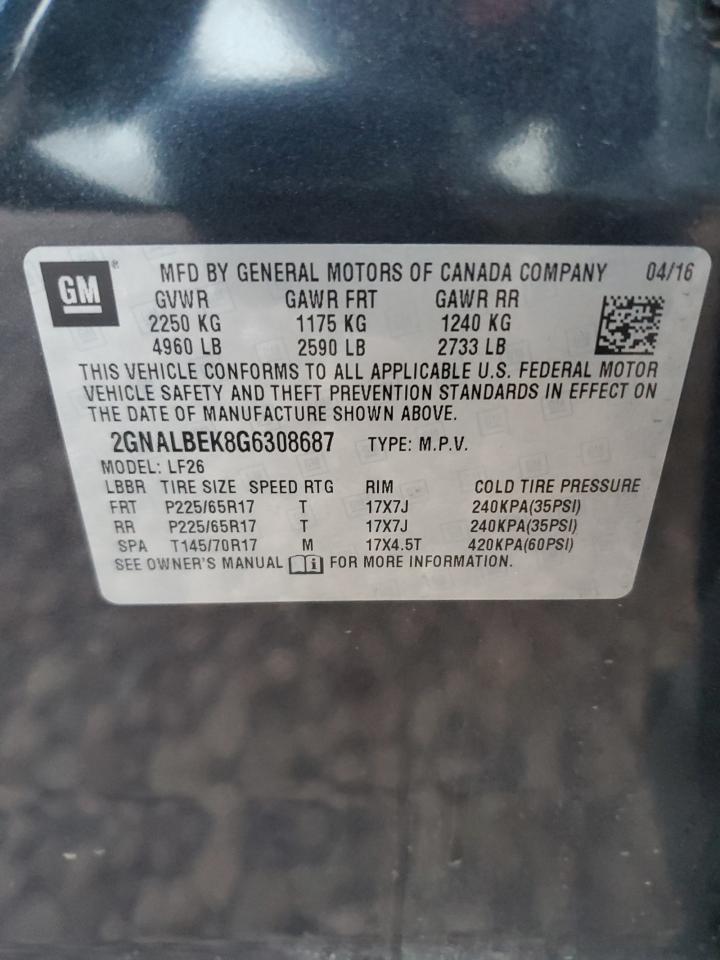 GM ® MFD BY GENERAL MOTORS OF CANADA COMPANY 04/16
GVWR GAWR FRT GAWR RR
2250 KG 1175 KG 1240 KG
4960 LB 2590 LB 2733 LB
THIS VEHICLE CONFORMS TO ALL APPLICABLE U.S. FEDERAL MOTOR
VEHICLE SAFETY AND THEFT PREVENTION STANDARDS IN EFFECT ON
THE DATE OF MANUFACTURE SHOWN ABOVE.
2GNALBEK8G6308687 TYPE: M.P.V.
MODEL: LF26
LBBR TIRE SIZE SPEED RTG RIM COLD TIRE PRESSURE
FRT P225/65R17 T 17X7J 240KPA(35PSI)
RR P225/65R17 T 17X7J 240KPA(35PSI)
SPA T145/70R17 M 17X4.5T 420KPA(60PSI)
SEE OWNER'S MANUAL i FOR MORE INFORMATION.